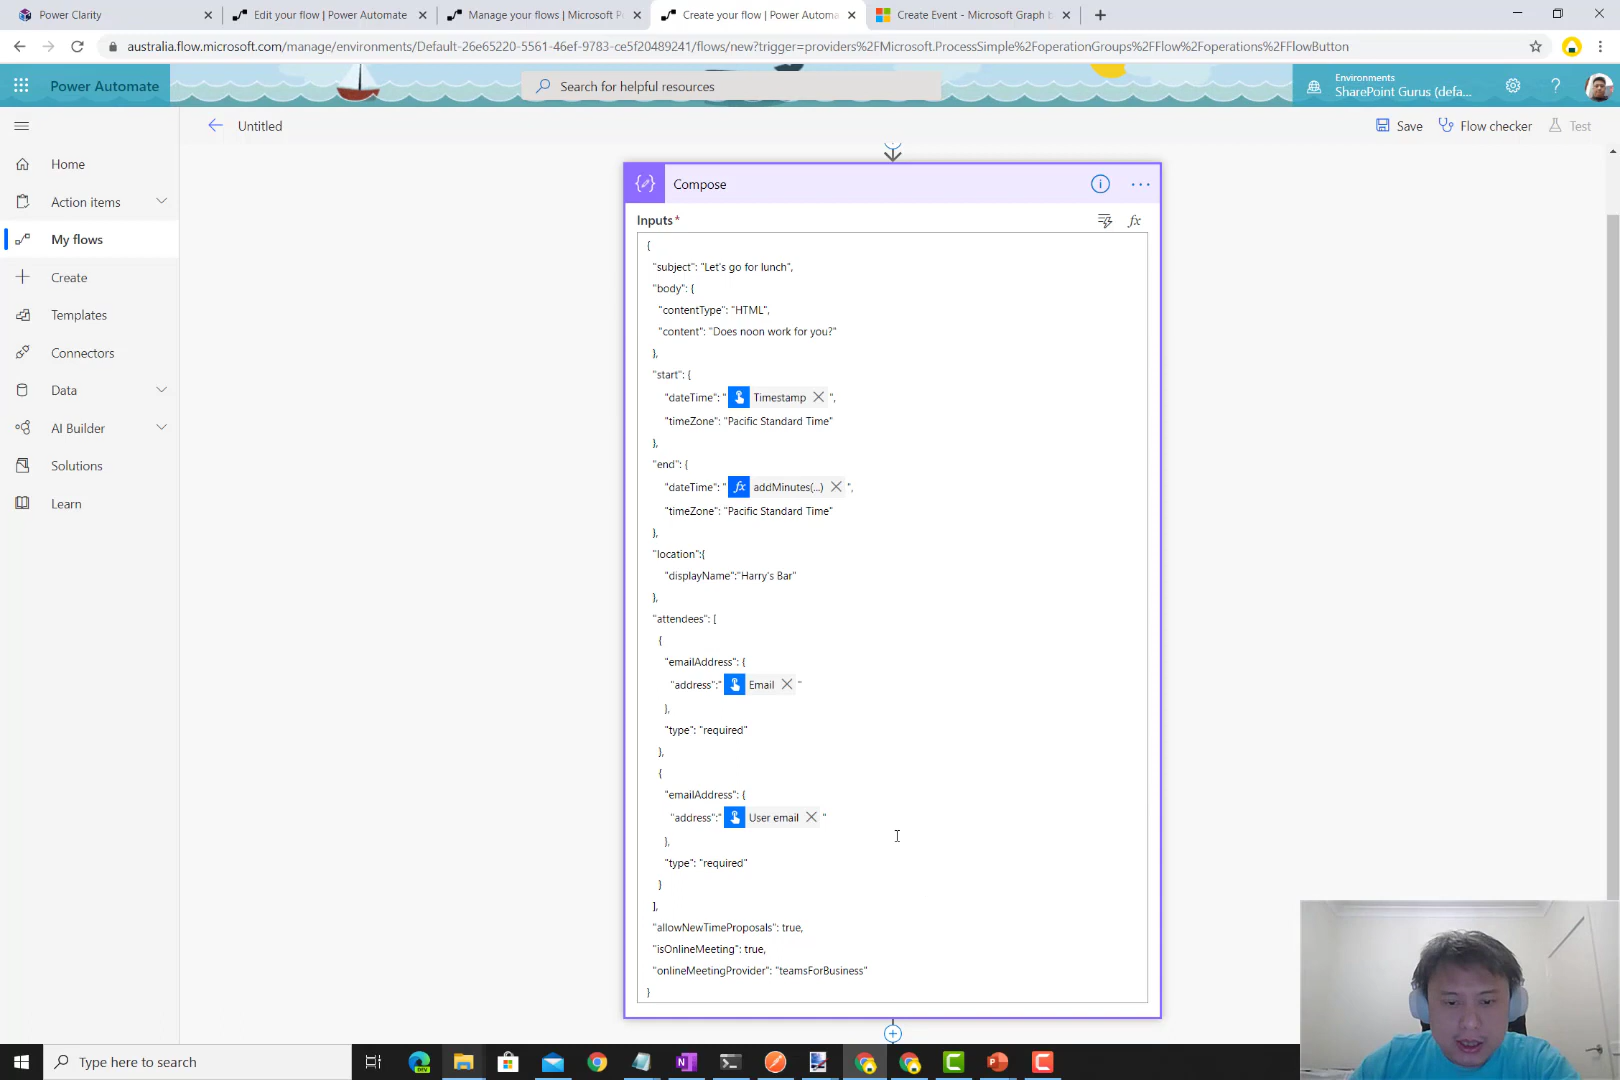 Power Clarity
Edit your flow | Power Automate
Manage your flows | Microsoft P
Create your flow | Power Automa
Create Event - Microsoft Graph b
australia.flow.microsoft.com/manage/environments/Default-26e65220-5561-46ef-9783-ce5f20489241/flows/new?trigger=providers%2FMicrosoft.ProcessSimple%2FoperationGroups%2FFlow%2Foperations%2FFlowButton
Power Automate
Search for helpful resources
Environments
SharePoint Gurus (defa...
Untitled
Save
Flow checker
Test
Home
Action items
My flows
Create
Templates
Connectors
Data
AI Builder
Solutions
Learn
Compose
Inputs*
fx
{
"subject": "Let's go for lunch",
"body": {
"contentType": "HTML",
"content": "Does noon work for you?"
},
"start": {
"dateTime": " Timestamp ",
"timeZone": "Pacific Standard Time"
},
"end": {
"dateTime": " fx addMinutes(...) ",
"timeZone": "Pacific Standard Time"
},
"location":{
"displayName":"Harry's Bar"
},
"attendees": [
{
"emailAddress": {
"address":" Email "
},
"type": "required"
},
{
"emailAddress": {
"address":" User email "
},
"type": "required"
}
],
"allowNewTimeProposals": true,
"isOnlineMeeting": true,
"onlineMeetingProvider": "teamsForBusiness"
}
Type here to search